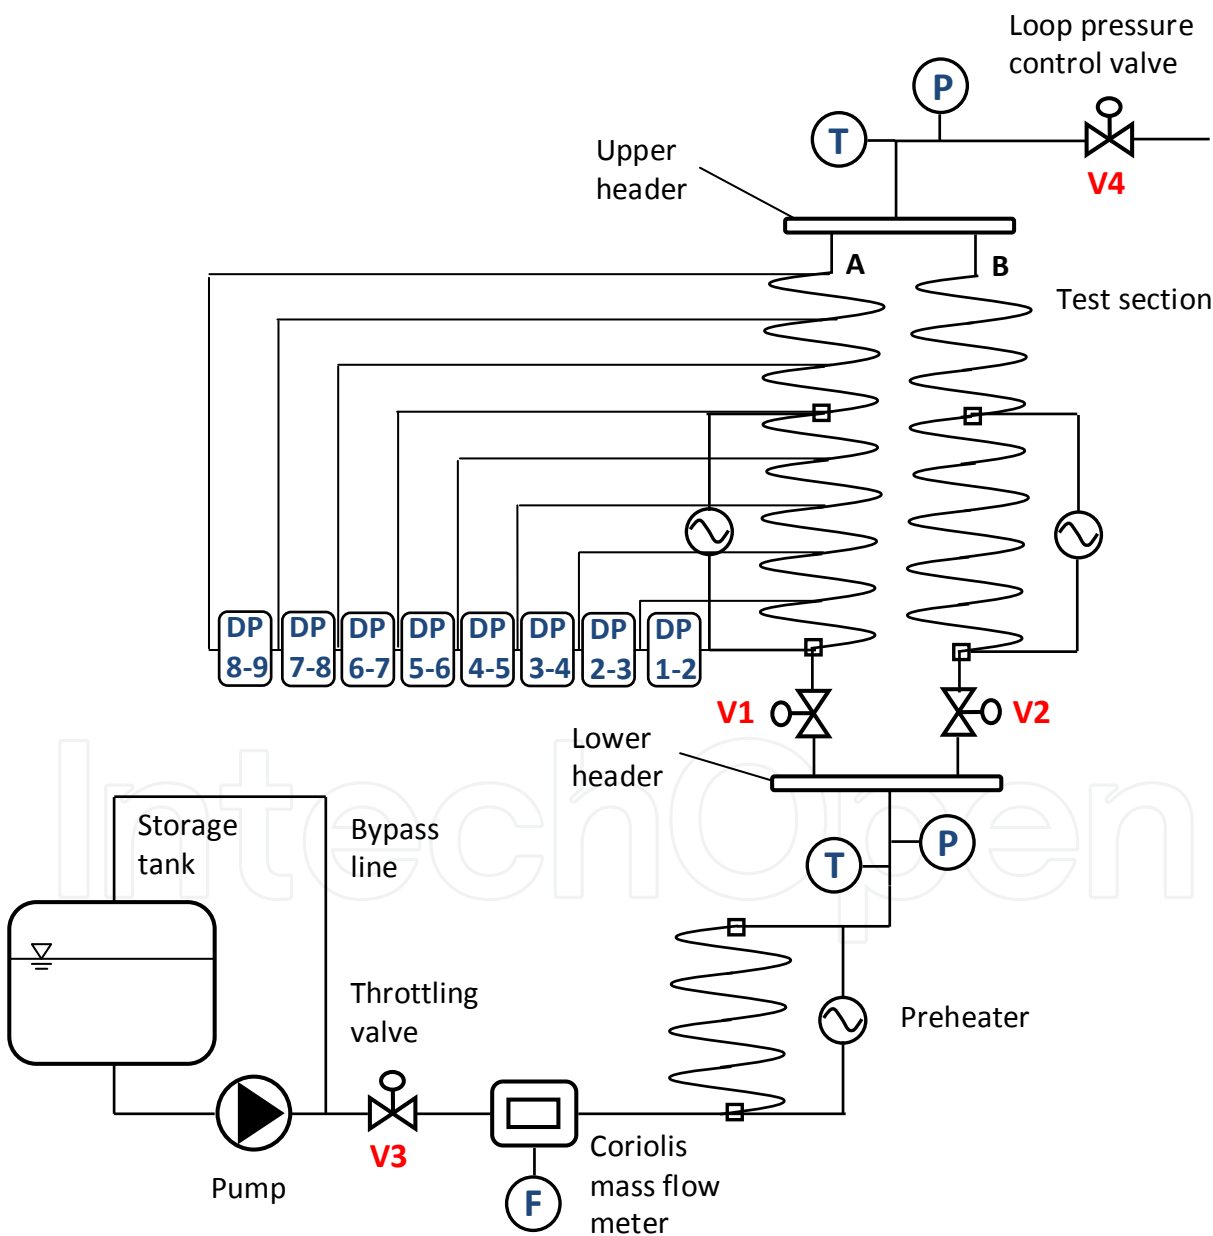 Loop pressure
control valve
P
T
V4
Upper
header
A
B
Test section
DP
8-9
DP
7-8
DP
6-7
DP
5-6
DP
4-5
DP
3-4
DP
2-3
DP
1-2
V1
V2
Lower
header
IntechOpen
Storage
tank
Bypass
line
T
P
Throttling
valve
Preheater
V3
Pump
Coriolis
mass flow
meter
F